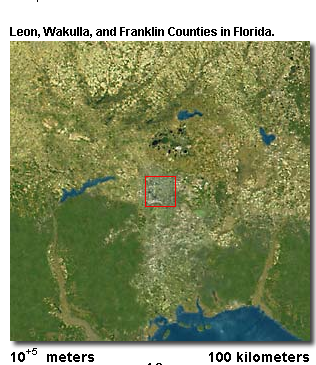 Leon, Wakulla, and Franklin Counties in Florida.
10+5 meters 100 kilometers